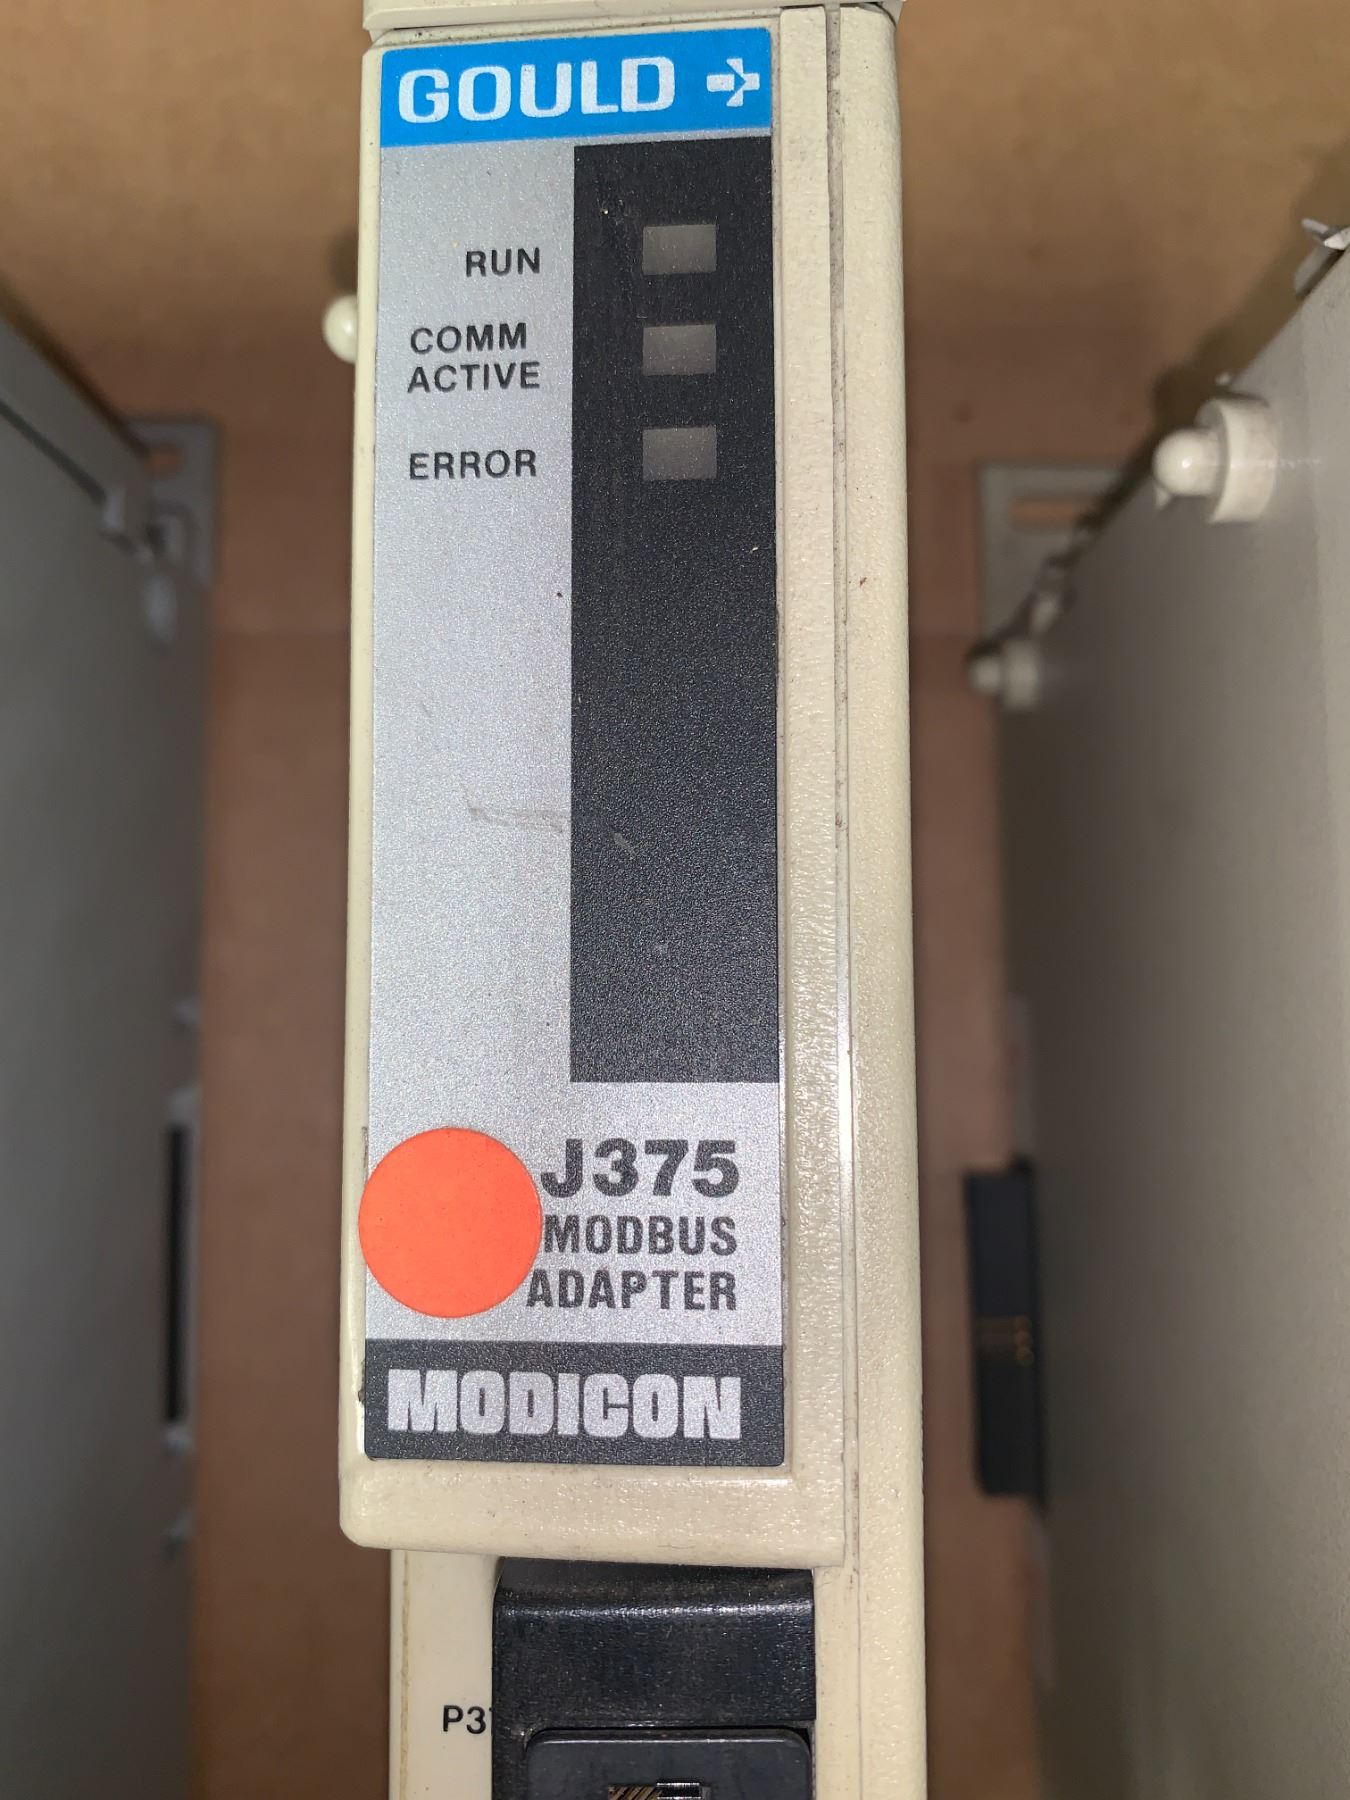 GOULD
RUN
COMM
ACTIVE
ERROR
J375
MODBUS
ADAPTER
MODICON